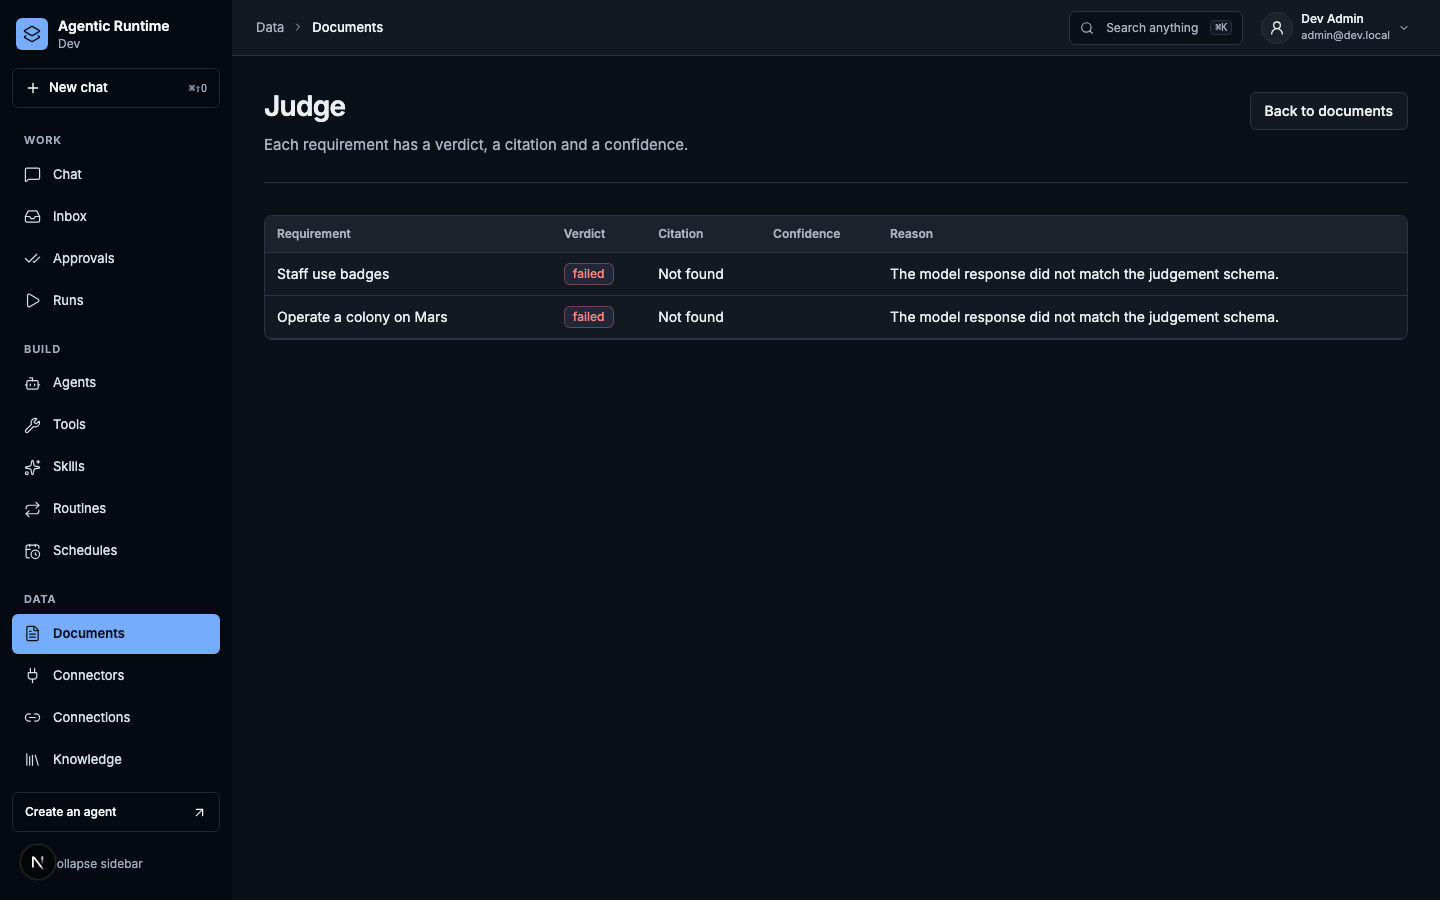 Agentic Runtime
Dev
New chat ⌘⇧O
WORK
Chat
Inbox
Approvals
Runs
BUILD
Agents
Tools
Skills
Routines
Schedules
DATA
Documents
Connectors
Connections
Knowledge
Create an agent
N ollapse sidebar
Data > Documents
Search anything ⌘K
Dev Admin
admin@dev.local
Judge
Back to documents
Each requirement has a verdict, a citation and a confidence.
Requirement Verdict Citation Confidence Reason
Staff use badges failed Not found The model response did not match the judgement schema.
Operate a colony on Mars failed Not found The model response did not match the judgement schema.